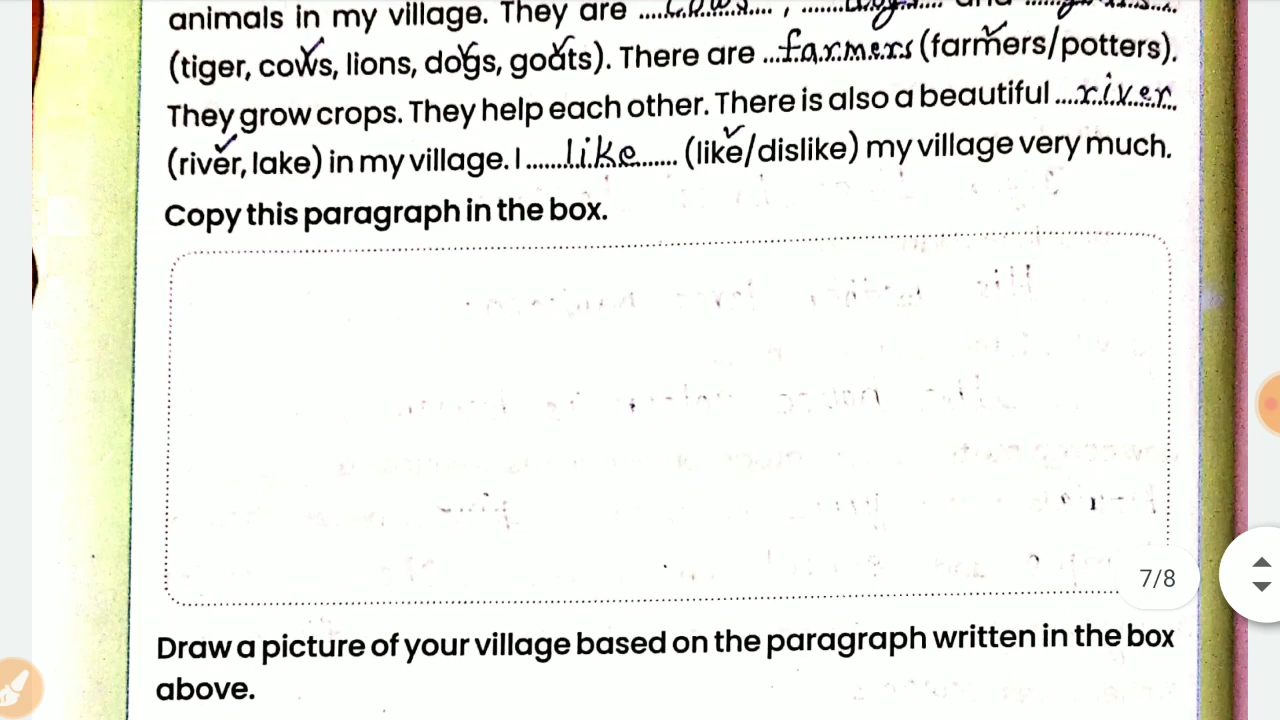 animals in my village. They are .....cows...., .......dogs.... and
(tiger, cows, lions, dogs, goats). There are ...farmers (farmers/potters).
They grow crops. They help each other. There is also a beautiful ....river.
(river, lake) in my village. I ......like...... (like/dislike) my village very much.
Copy this paragraph in the box.
7/8
Draw a picture of your village based on the paragraph written in the box
above.